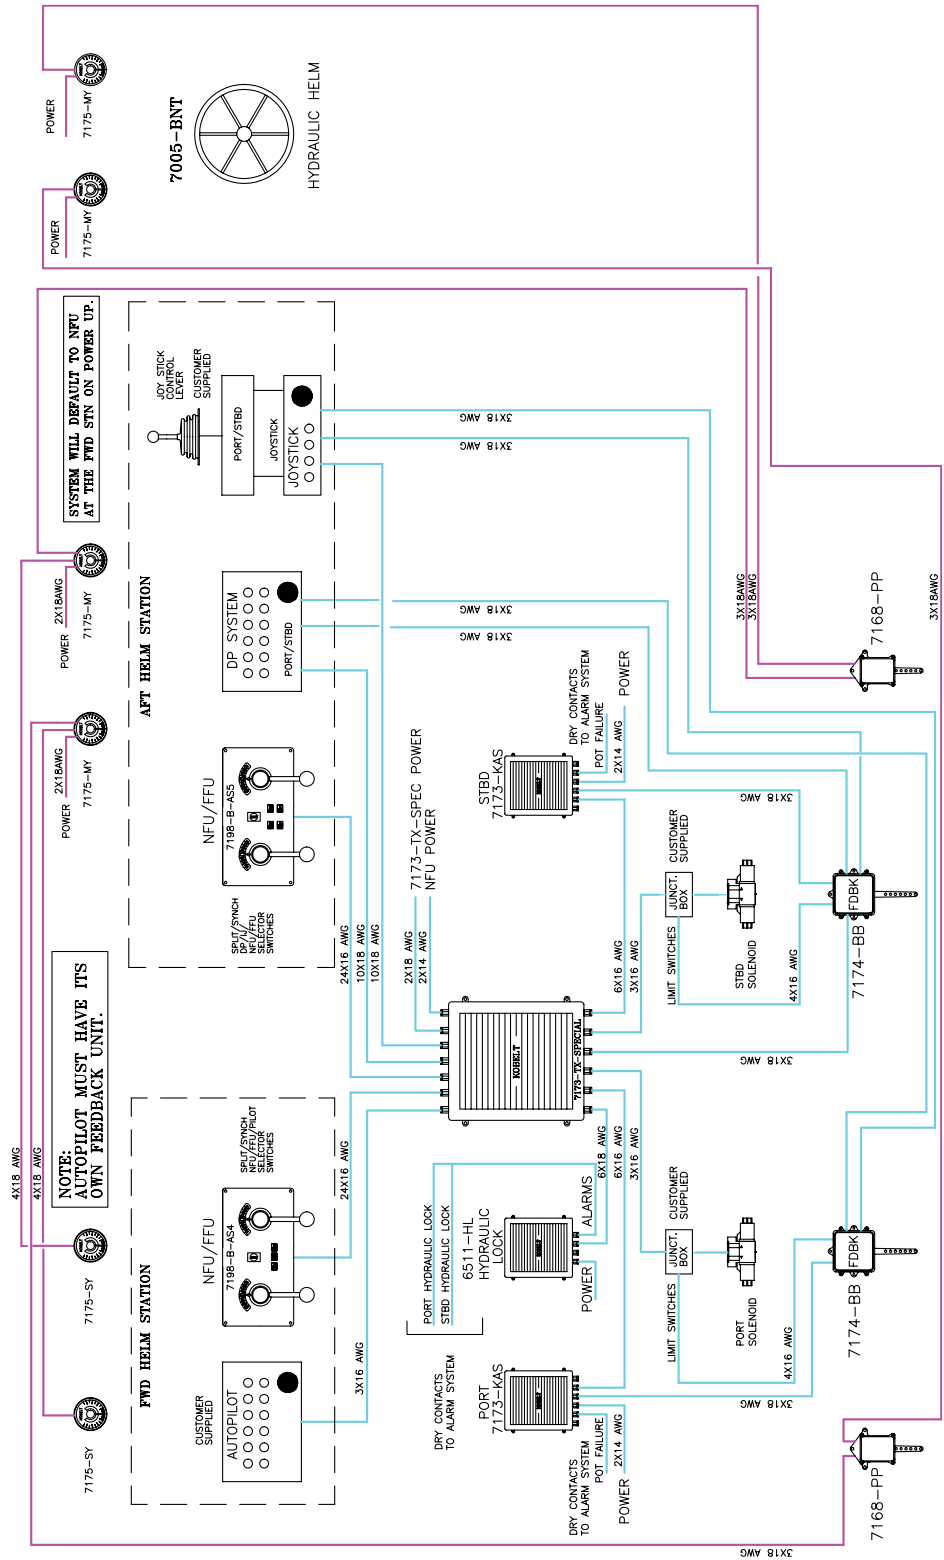 4X18 AWG
4X18 AWG
7175-SY
7175-SY
NOTE:
AUTOPILOT MUST HAVE ITS
OWN FEEDBACK UNIT.
POWER
2X18AWG
7175-MY
POWER
2X18AWG
7175-MY
SYSTEM WILL DEFAULT TO NFU
AT THE FWD STN ON POWER UP.
POWER
7175-MY
POWER
7175-MY
7005-BNT
HYDRAULIC HELM
FWD HELM STATION
CUSTOMER
SUPPLIED
AUTOPILOT
NFU/FFU
7198-B-AS4
SPLIT/SYNCH
NFU/FFU/PILOT
SELECTOR
SWITCHES
AFT HELM STATION
NFU/FFU
7198-B-AS5
SPLIT/SYNCH
DP/IJ/
NFU/FFU
SELECTOR
SWITCHES
DP SYSTEM
PORT/STBD
JOY STICK
CONTROL
LEVER
CUSTOMER
SUPPLIED
PORT/STBD
JOYSTICK
JOYSTICK
3X16 AWG
24X16 AWG
24X16 AWG
10X18 AWG
10X18 AWG
2X18 AWG
2X14 AWG
7173-TX-SPEC POWER
NFU POWER
3X18 AWG
3X18 AWG
3X18 AWG
3X18 AWG
KOBELT
7173-TX-SPECIAL
PORT HYDRAULIC LOCK
STBD HYDRAULIC LOCK
6511-HL
HYDRAULIC
LOCK
KOBELT
ALARMS
POWER
DRY CONTACTS
TO ALARM SYSTEM
PORT
7173-KAS
KOBELT
DRY CONTACTS
TO ALARM SYSTEM
POT FAILURE
POWER
2X14 AWG
STBD
7173-KAS
KOBELT
DRY CONTACTS
TO ALARM SYSTEM
POT FAILURE
2X14 AWG
POWER
6X18 AWG
6X16 AWG
3X16 AWG
6X16 AWG
3X16 AWG
LIMIT SWITCHES
JUNCT.
BOX
CUSTOMER
SUPPLIED
PORT
SOLENOID
LIMIT SWITCHES
JUNCT.
BOX
CUSTOMER
SUPPLIED
STBD
SOLENOID
4X16 AWG
3X18 AWG
4X16 AWG
3X18 AWG
3X18 AWG
7174-BB
FDBK
7174-BB
FDBK
7168-PP
3X18 AWG
7168-PP
3X18AWG
3X18AWG
3X18AWG